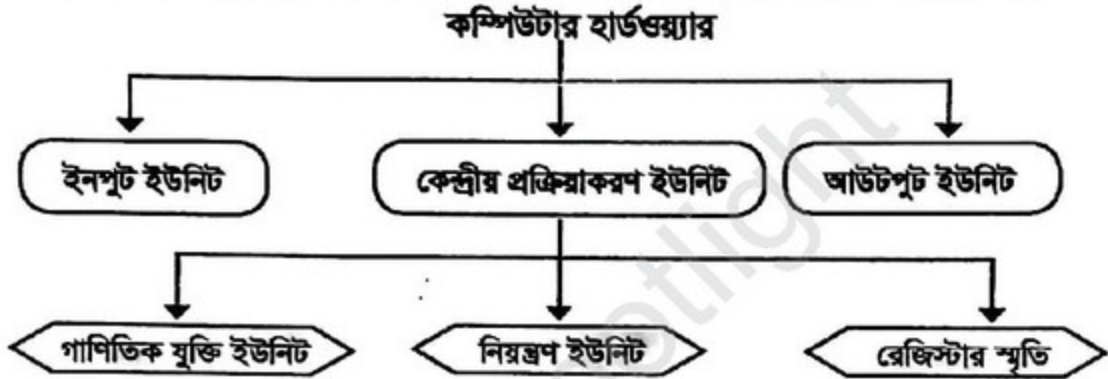 কম্পিউটার হার্ডওয়্যার
ইনপুট ইউনিট কেন্দ্রীয় প্রক্রিয়াকরণ ইউনিট আউটপুট ইউনিট
গাণিতিক যুক্তি ইউনিট নিয়ন্ত্রণ ইউনিট রেজিস্টার স্মৃতি